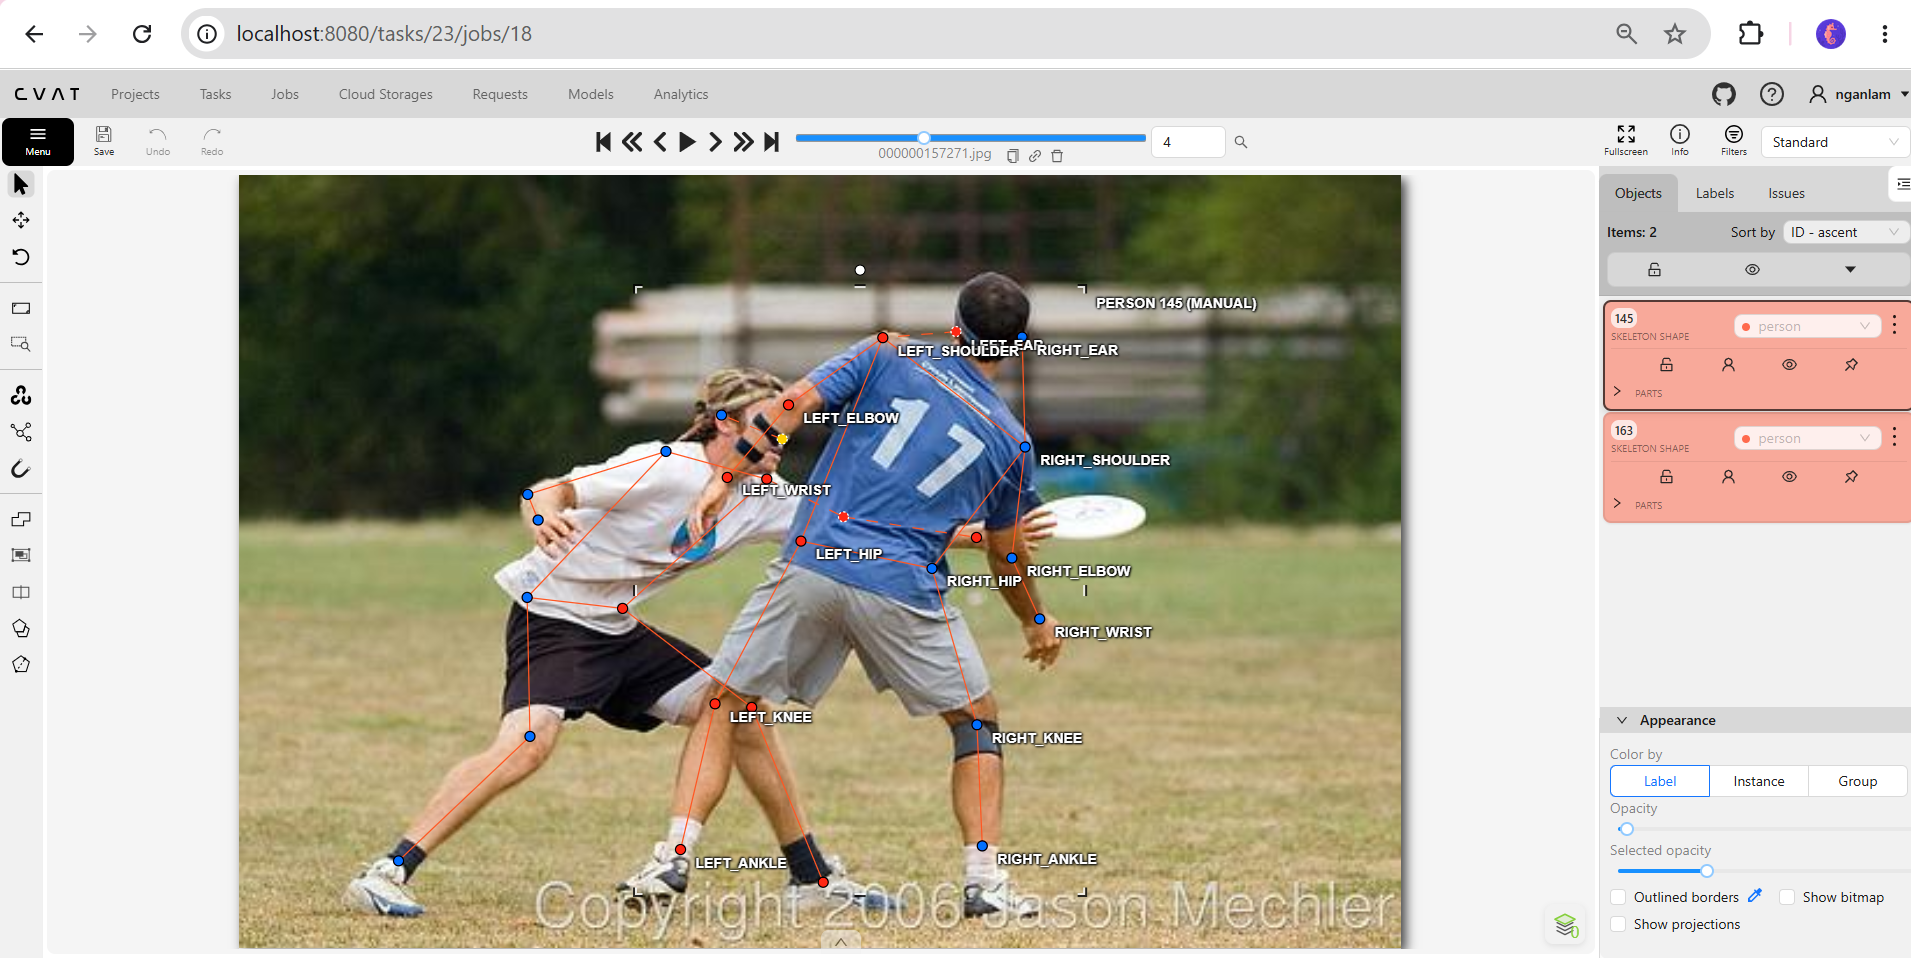 localhost:8080/tasks/23/jobs/18
CVAT Projects Tasks Jobs Cloud Storages Requests Models Analytics nganlam
Menu Save Undo Redo 000000157271.jpg 4 Fullscreen Info Filters Standard
Objects Labels Issues
Items: 2 Sort by ID - ascent
145 person
SKELETON SHAPE
PARTS
163 person
SKELETON SHAPE
PARTS
Appearance
Color by
Label Instance Group
Opacity
Selected opacity
Outlined borders Show bitmap
Show projections
0
PERSON 145 (MANUAL)
LEFT_EAR
LEFT_SHOULDER RIGHT_EAR
LEFT_ELBOW
17
RIGHT_SHOULDER
LEFT_WRIST
LEFT_HIP
RIGHT_ELBOW
RIGHT_HIP
RIGHT_WRIST
LEFT_KNEE
RIGHT_KNEE
LEFT_ANKLE
RIGHT_ANKLE
Copyright 2006 Jason Mechler